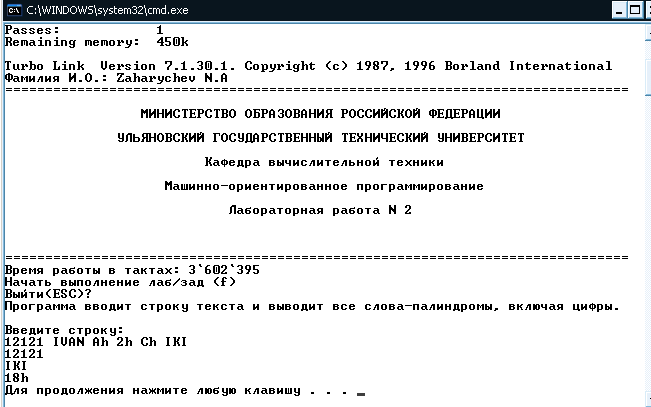 C:\WINDOWS\system32\cmd.exe
Passes: 1
Remaining memory: 450k
Turbo Link Version 7.1.30.1. Copyright (c) 1987, 1996 Borland International
Фамилия И.О.: Zaharychev N.A
==============================================================================
МИНИСТЕРСТВО ОБРАЗОВАНИЯ РОССИЙСКОЙ ФЕДЕРАЦИИ
УЛЬЯНОВСКИЙ ГОСУДАРСТВЕННЫЙ ТЕХНИЧЕСКИЙ УНИВЕРСИТЕТ
Кафедра вычислительной техники
Машинно-ориентированное программирование
Лабораторная работа N 2
==============================================================================
Время работы в тактах: 3`602`395
Начать выполнение лаб/зад (f)
Выйти(ESC)?
Программа вводит строку текста и выводит все слова-палиндромы, включая цифры.
Введите строку:
12121 IVAN Ah 2h Ch IKI
12121
IKI
18h
Для продолжения нажмите любую клавишу . . . _